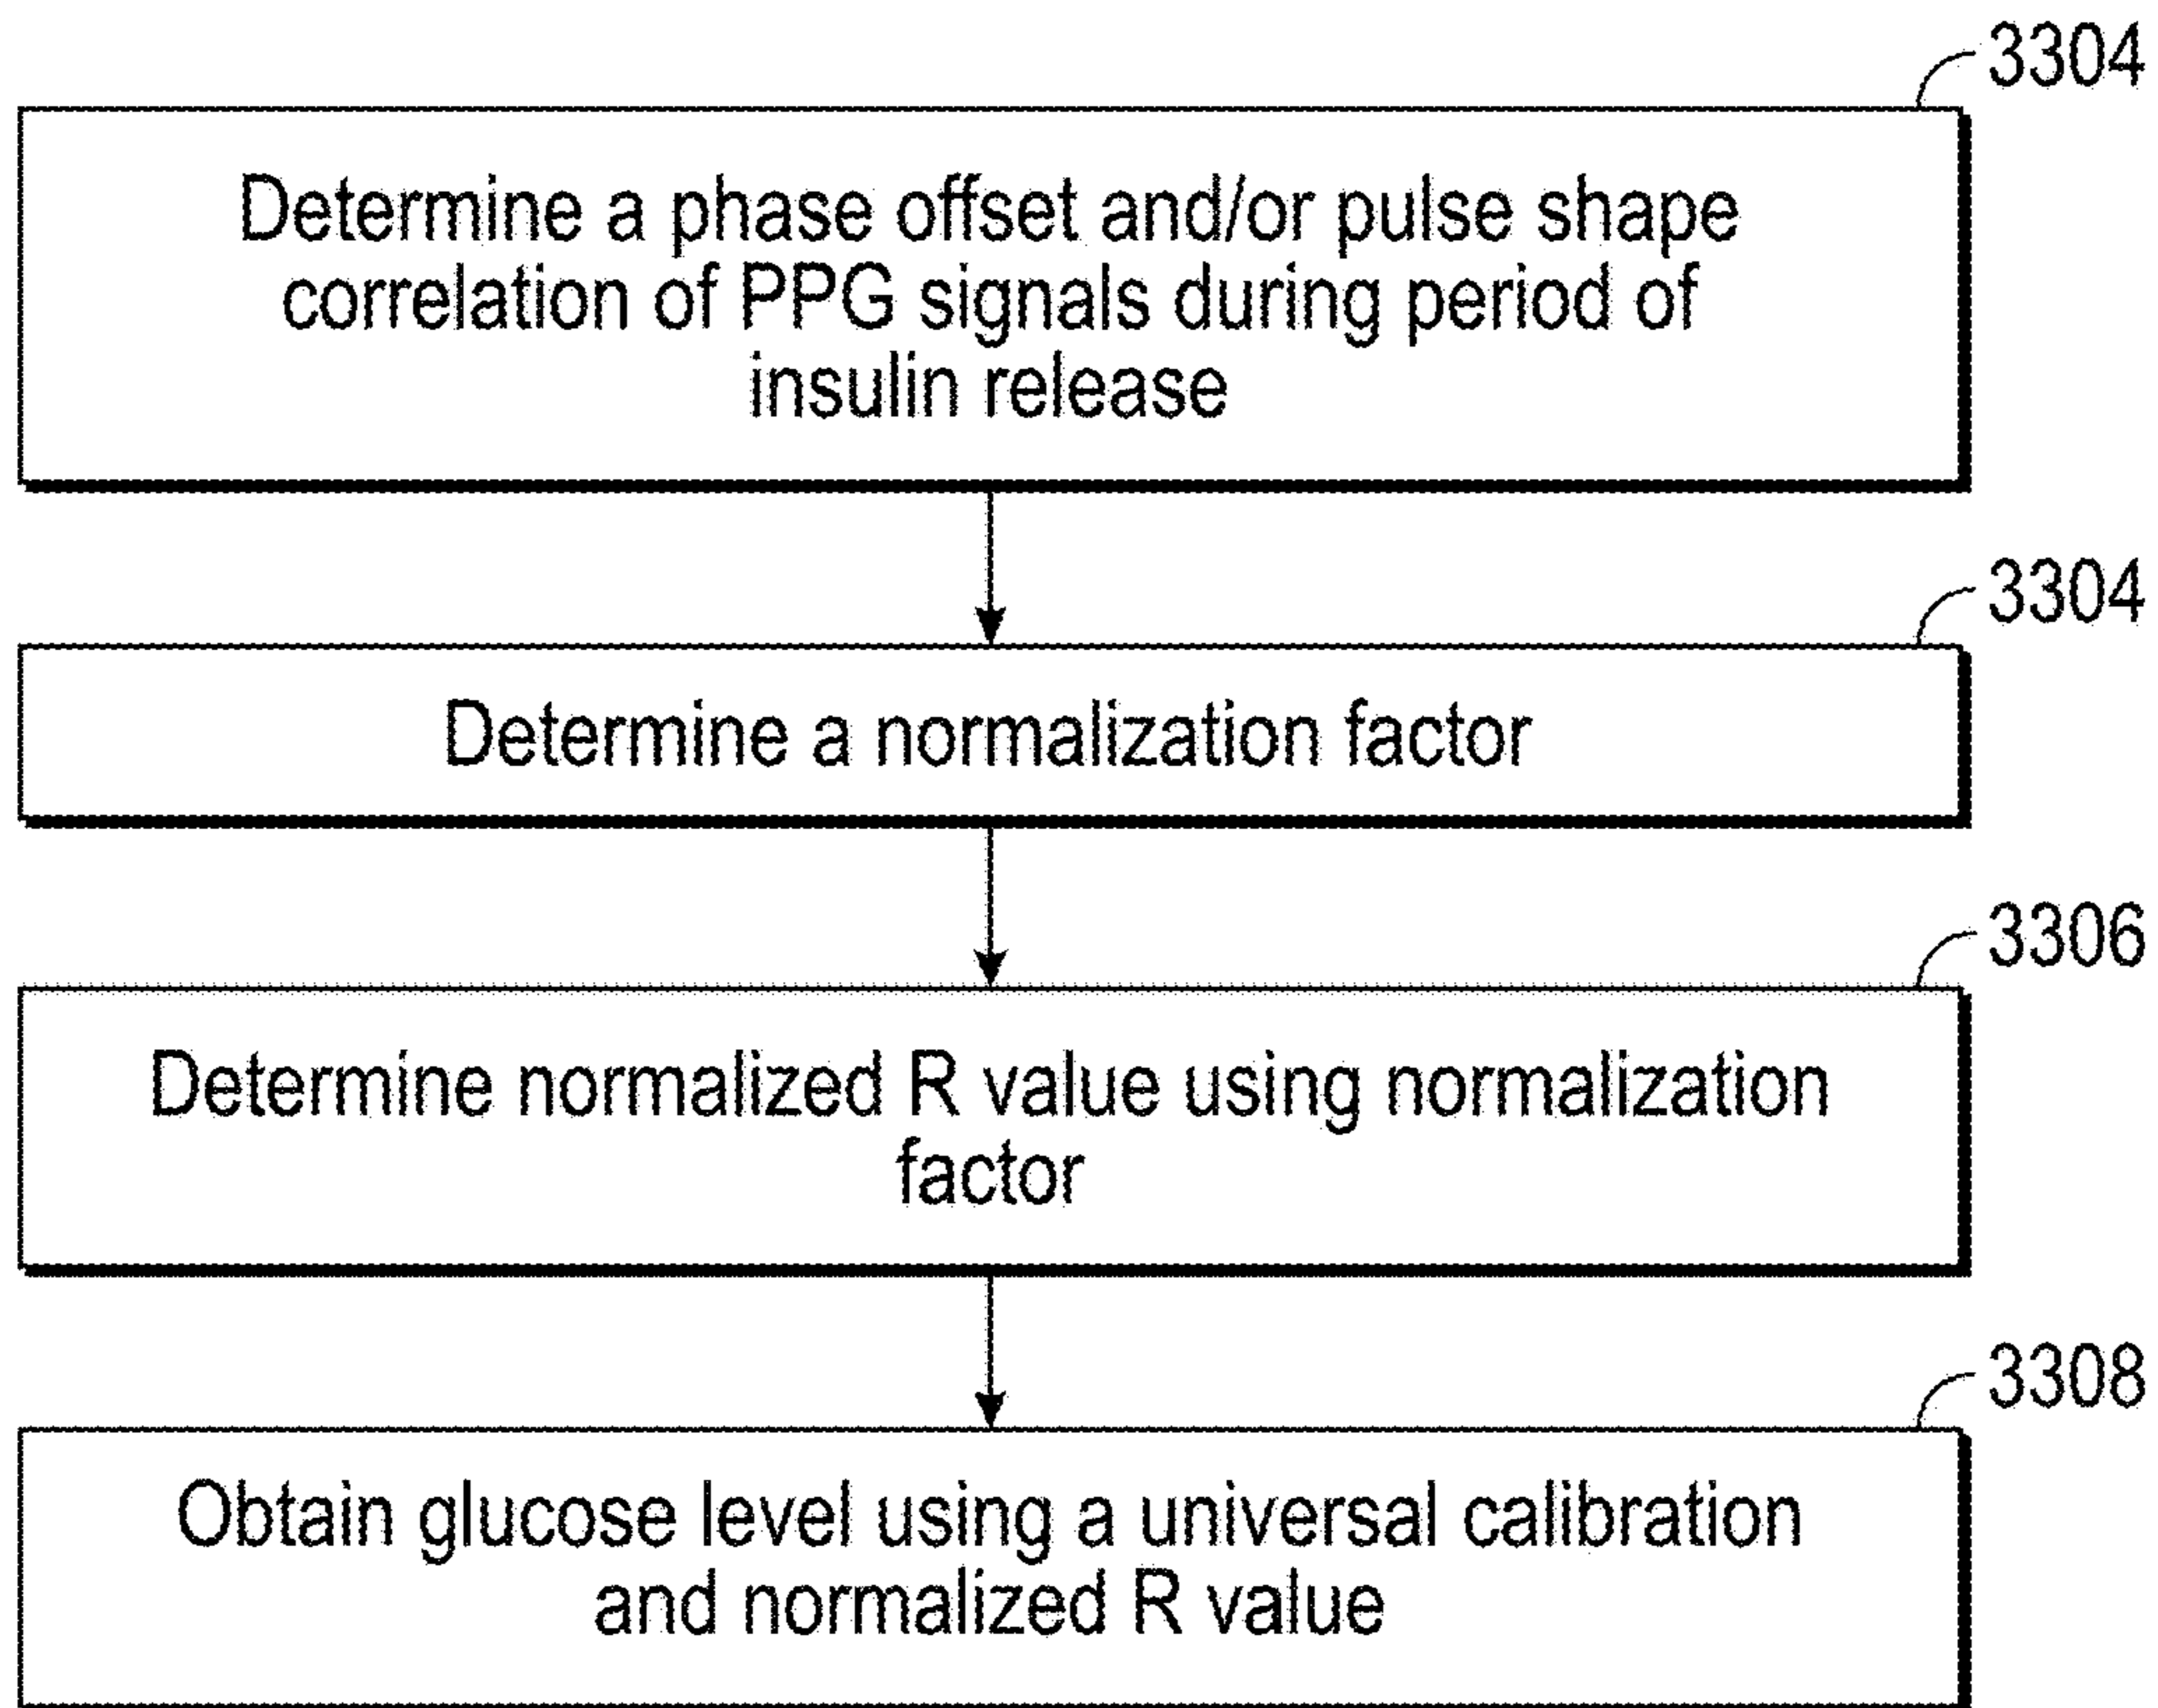 3304
Determine a phase offset and/or pulse shape
correlation of PPG signals during period of
insulin release
3304
Determine a normalization factor
3306
Determine normalized R value using normalization
factor
3308
Obtain glucose level using a universal calibration
and normalized R value